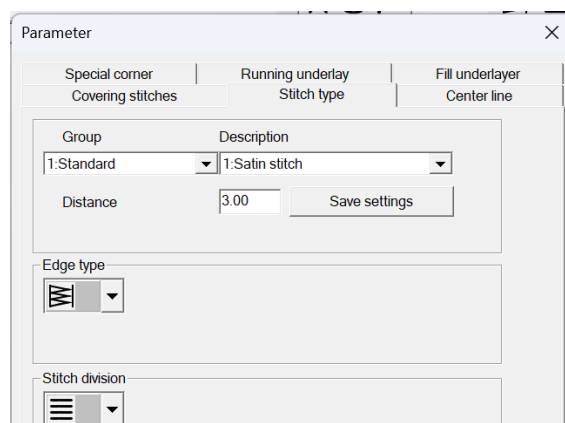 Parameter
Special corner Running underlay Fill underlayer
Covering stitches Stitch type Center line
Group Description
1:Standard 1:Satin stitch
Distance 3.00 Save settings
Edge type
Stitch division